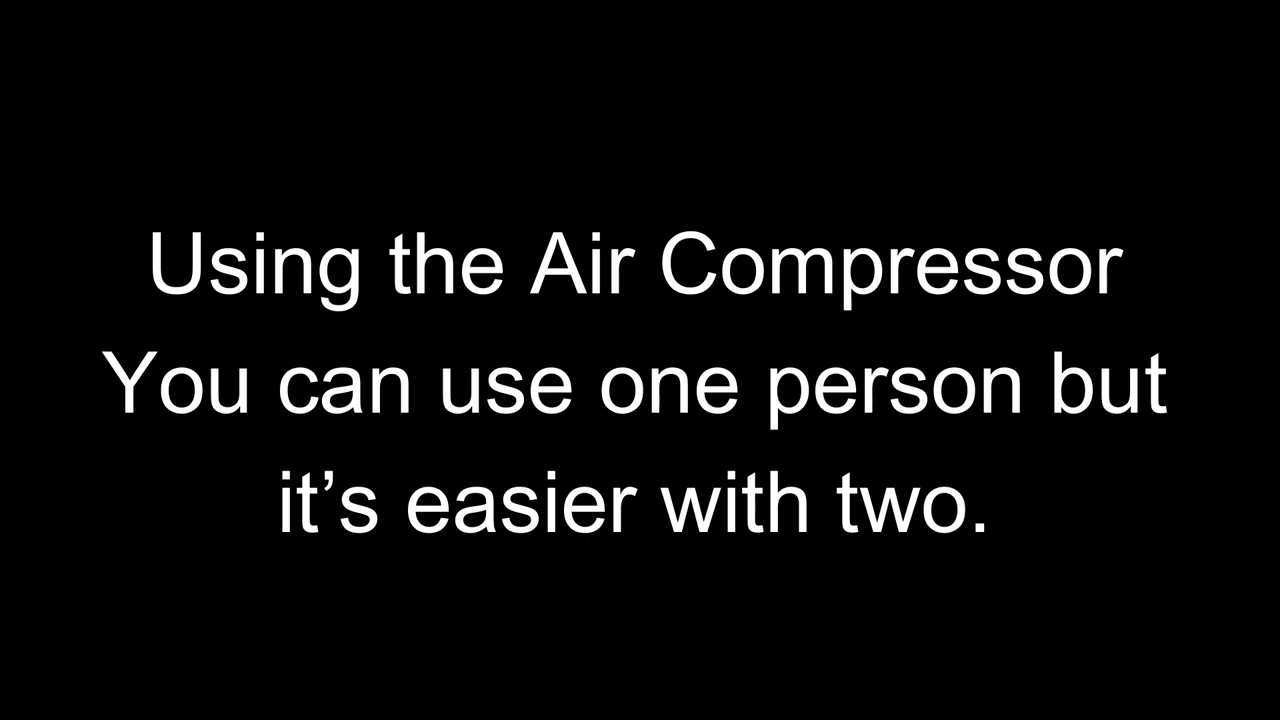 Using the Air Compressor
You can use one person but
it’s easier with two.